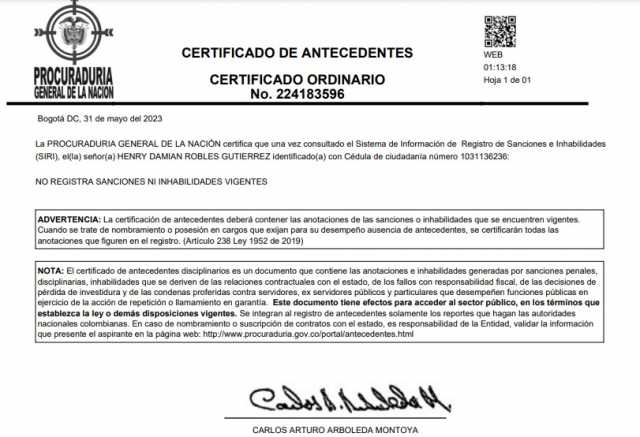 PROCURADURIA
GENERAL DE LA NACION
CERTIFICADO DE ANTECEDENTES
CERTIFICADO ORDINARIO
No. 224183596
WEB
01:13:18
Hoja 1 de 01
Bogotá DC, 31 de mayo del 2023
La PROCURADURIA GENERAL DE LA NACIÓN certifica que una vez consultado el Sistema de Información de Registro de Sanciones e Inhabilidades
(SIRI), el(la) señor(a) HENRY DAMIAN ROBLES GUTIERREZ identificado(a) con Cédula de ciudadanía número 1031136236:
NO REGISTRA SANCIONES NI INHABILIDADES VIGENTES
ADVERTENCIA: La certificación de antecedentes deberá contener las anotaciones de las sanciones o inhabilidades que se encuentren vigentes.
Cuando se trate de nombramiento o posesión en cargos que exijan para su desempeño ausencia de antecedentes, se certificarán todas las
anotaciones que figuren en el registro. (Artículo 238 Ley 1952 de 2019)
NOTA: El certificado de antecedentes disciplinarios es un documento que contiene las anotaciones e inhabilidades generadas por sanciones penales,
disciplinarias, inhabilidades que se deriven de las relaciones contractuales con el estado, de los fallos con responsabilidad fiscal, de las decisiones de
pérdida de investidura y de las condenas proferidas contra servidores, ex servidores públicos y particulares que desempeñen funciones públicas en
ejercicio de la acción de repetición o llamamiento en garantía. Este documento tiene efectos para acceder al sector público, en los términos que
establezca la ley o demás disposiciones vigentes. Se integran al registro de antecedentes solamente los reportes que hagan las autoridades
nacionales colombianas. En caso de nombramiento o suscripción de contratos con el estado, es responsabilidad de la Entidad, validar la información
que presente el aspirante en la página web: http://www.procuraduria.gov.co/portal/antecedentes.html
CARLOS ARTURO ARBOLEDA MONTOYA